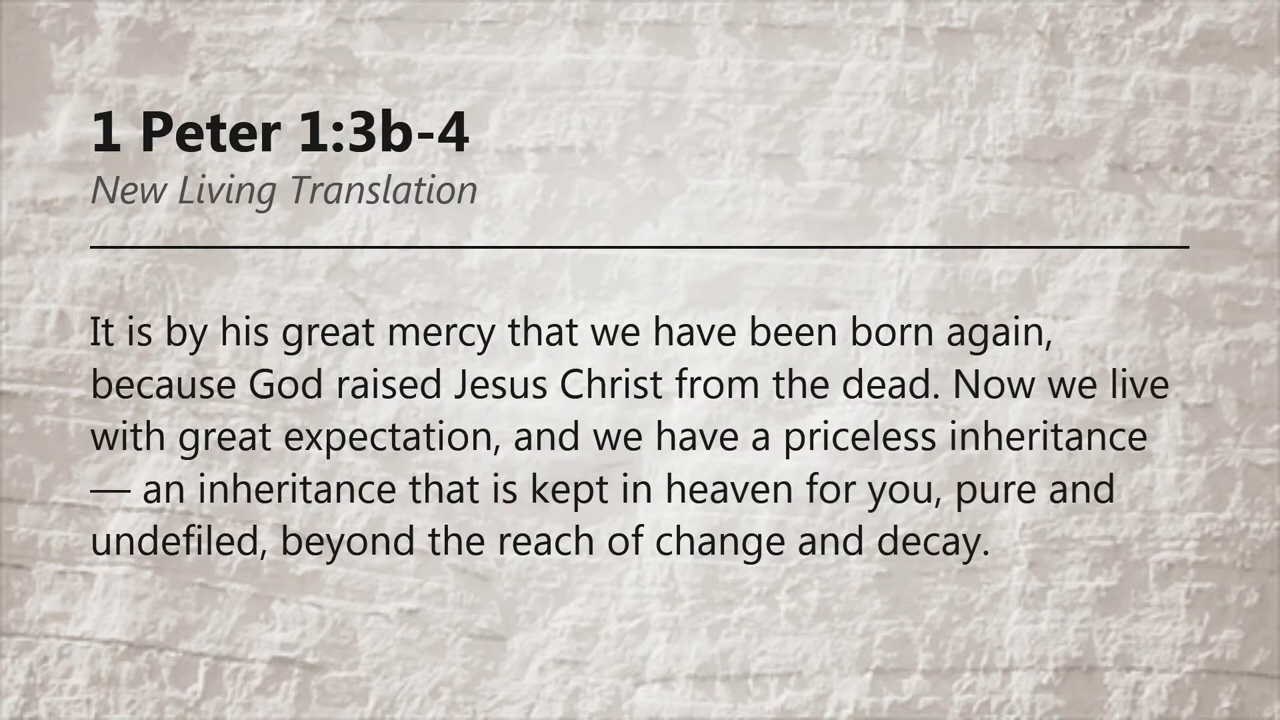 1 Peter 1:3b-4
New Living Translation
It is by his great mercy that we have been born again,
because God raised Jesus Christ from the dead. Now we live
with great expectation, and we have a priceless inheritance
— an inheritance that is kept in heaven for you, pure and
undefiled, beyond the reach of change and decay.